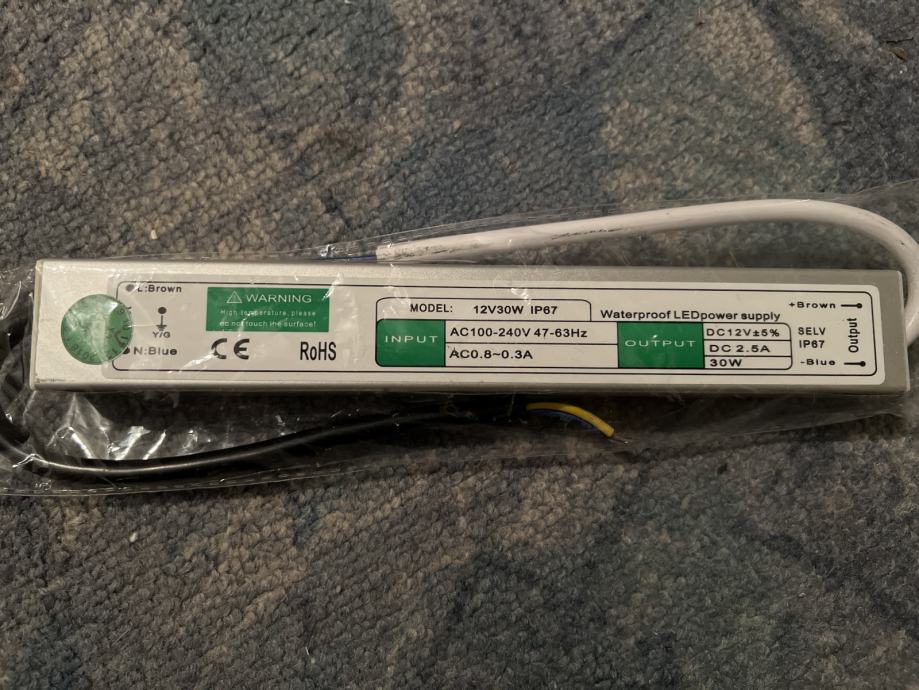 L:Brown
Y/G
N:Blue
WARNING
High temperature, please
do not touch the surface!
CE RoHS
MODEL: 12V30W IP67
Waterproof LEDpower supply
INPUT
AC100-240V 47-63Hz
AC0.8~0.3A
OUTPUT
DC12V±5%
DC 2.5A
30W
SELV
IP67
+Brown
Output
-Blue